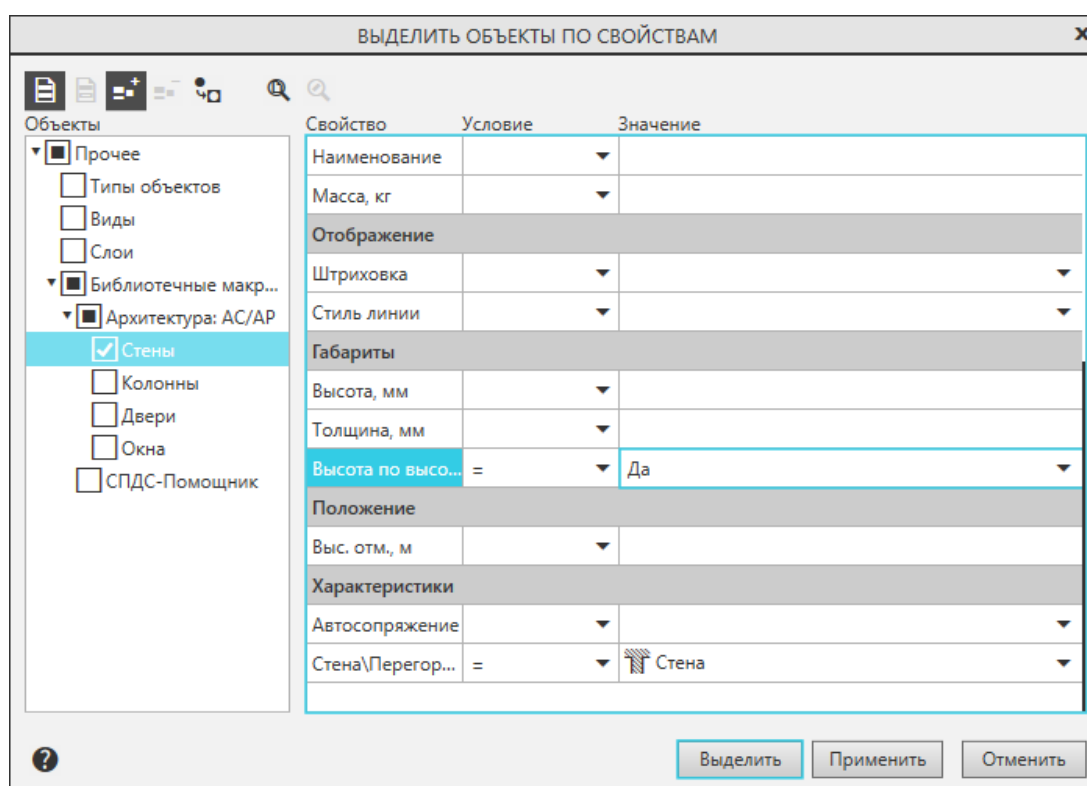 ВЫДЕЛИТЬ ОБЪЕКТЫ ПО СВОЙСТВАМ
Объекты
Прочее
Типы объектов
Виды
Слои
Библиотечные макр...
Архитектура: АС/АР
Стены
Колонны
Двери
Окна
СПДС-Помощник
Свойство Условие Значение
Наименование
Масса, кг
Отображение
Штриховка
Стиль линии
Габариты
Высота, мм
Толщина, мм
Высота по высо... = Да
Положение
Выс. отм., м
Характеристики
Автосопряжение
Стена\Перегор... = Стена
Выделить Применить Отменить